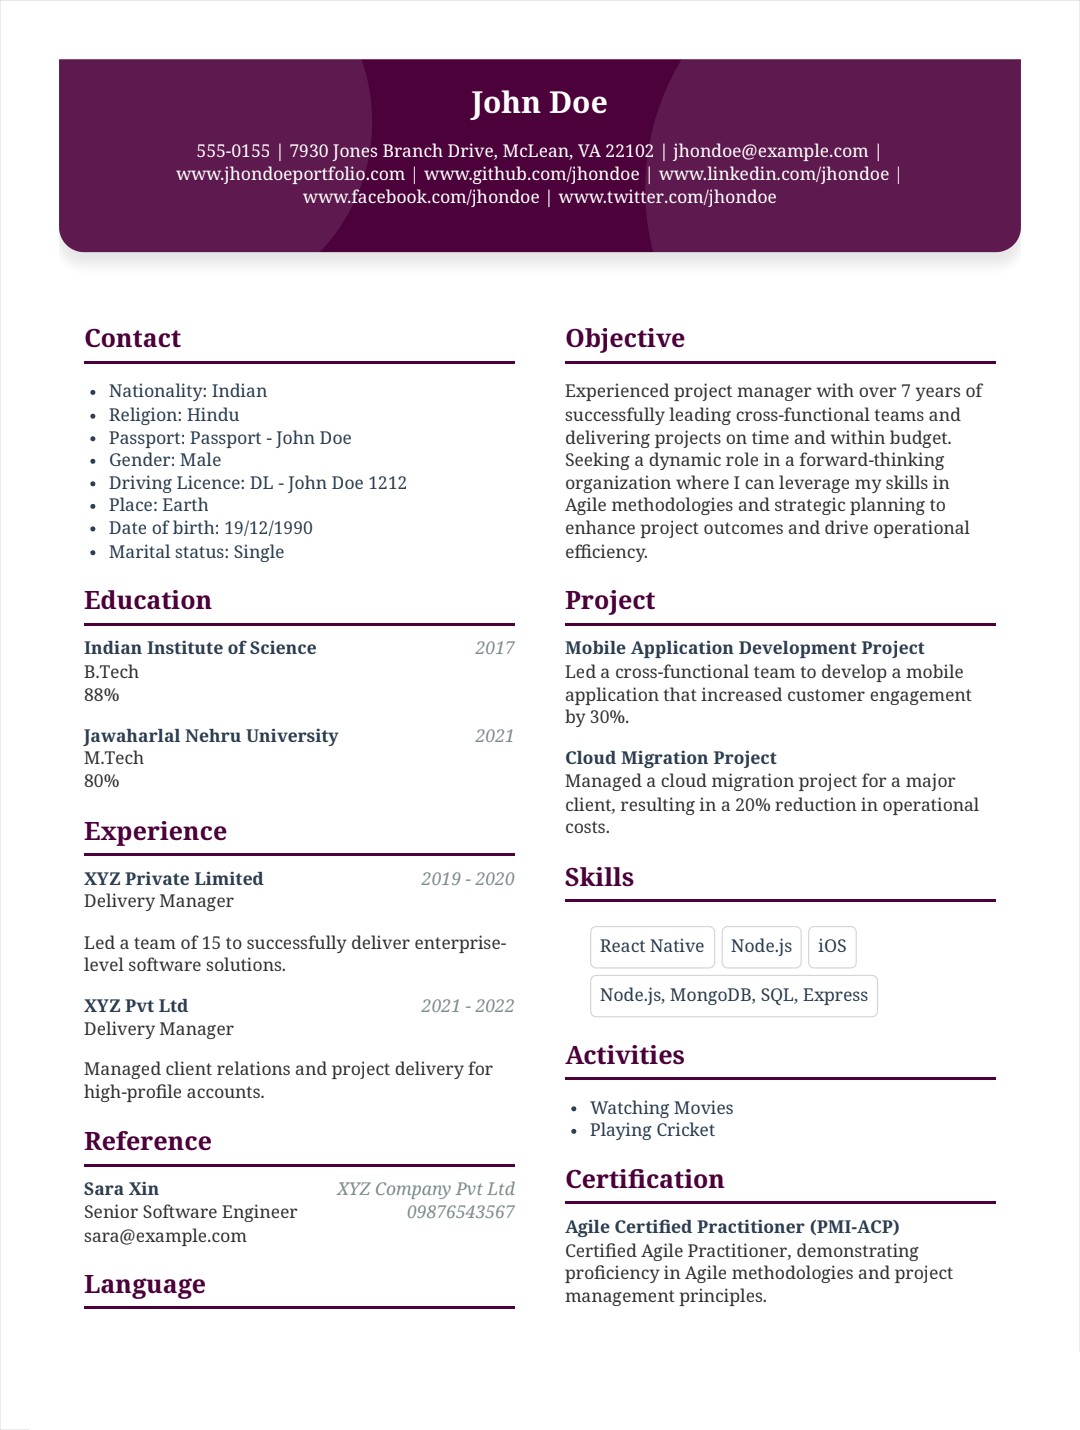 John Doe
555-0155 | 7930 Jones Branch Drive, McLean, VA 22102 | jhondoe@example.com |
www.jhondoeportfolio.com | www.github.com/jhondoe | www.linkedin.com/jhondoe |
www.facebook.com/jhondoe | www.twitter.com/jhondoe
Contact
• Nationality: Indian
• Religion: Hindu
• Passport: Passport - John Doe
• Gender: Male
• Driving Licence: DL - John Doe 1212
• Place: Earth
• Date of birth: 19/12/1990
• Marital status: Single
Education
Indian Institute of Science 2017
B.Tech
88%
Jawaharlal Nehru University 2021
M.Tech
80%
Experience
XYZ Private Limited 2019 - 2020
Delivery Manager
Led a team of 15 to successfully deliver enterprise-
level software solutions.
XYZ Pvt Ltd 2021 - 2022
Delivery Manager
Managed client relations and project delivery for
high-profile accounts.
Reference
Sara Xin XYZ Company Pvt Ltd
Senior Software Engineer 09876543567
sara@example.com
Language
Objective
Experienced project manager with over 7 years of
successfully leading cross-functional teams and
delivering projects on time and within budget.
Seeking a dynamic role in a forward-thinking
organization where I can leverage my skills in
Agile methodologies and strategic planning to
enhance project outcomes and drive operational
efficiency.
Project
Mobile Application Development Project
Led a cross-functional team to develop a mobile
application that increased customer engagement
by 30%.
Cloud Migration Project
Managed a cloud migration project for a major
client, resulting in a 20% reduction in operational
costs.
Skills
React Native Node.js iOS
Node.js, MongoDB, SQL, Express
Activities
• Watching Movies
• Playing Cricket
Certification
Agile Certified Practitioner (PMI-ACP)
Certified Agile Practitioner, demonstrating
proficiency in Agile methodologies and project
management principles.